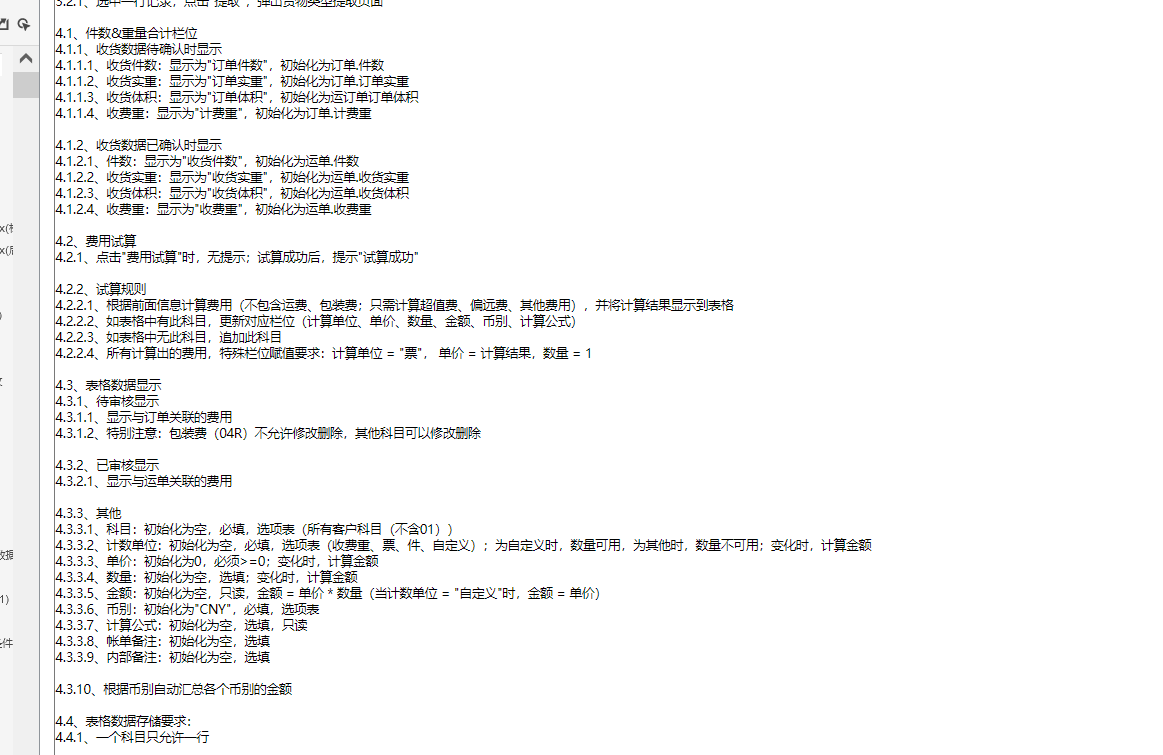 3.2.1、选中一行记录，点击"提取"，弹出货物类型提取页面
4.1、件数&重量合计栏位
4.1.1、收货数据待确认时显示
4.1.1.1、收货件数：显示为"订单件数"，初始化为订单.件数
4.1.1.2、收货实重：显示为"订单实重"，初始化为订单.订单实重
4.1.1.3、收货体积：显示为"订单体积"，初始化为运订单订单体积
4.1.1.4、收费重：显示为"计费重"，初始化为订单.计费重
4.1.2、收货数据已确认时显示
4.1.2.1、件数：显示为"收货件数"，初始化为运单.件数
4.1.2.2、收货实重：显示为"收货实重"，初始化为运单.收货实重
4.1.2.3、收货体积：显示为"收货体积"，初始化为运单.收货体积
4.1.2.4、收费重：显示为"收费重"，初始化为运单.收费重
4.2、费用试算
4.2.1、点击"费用试算"时，无提示；试算成功后，提示"试算成功"
4.2.2、试算规则
4.2.2.1、根据前面信息计算费用（不包含运费、包装费；只需计算超值费、偏远费、其他费用），并将计算结果显示到表格
4.2.2.2、如表格中有此科目，更新对应栏位（计算单位、单价、数量、金额、币别、计算公式）
4.2.2.3、如表格中无此科目，追加此科目
4.2.2.4、所有计算出的费用，特殊栏位赋值要求：计算单位 = "票"， 单价 = 计算结果，数量 = 1
4.3、表格数据显示
4.3.1、待审核显示
4.3.1.1、显示与订单关联的费用
4.3.1.2、特别注意：包装费（04R）不允许修改删除，其他科目可以修改删除
4.3.2、已审核显示
4.3.2.1、显示与运单关联的费用
4.3.3、其他
4.3.3.1、科目：初始化为空，必填，选项表（所有客户科目（不含01））
4.3.3.2、计数单位：初始化为空，必填，选项表（收费重、票、件、自定义）；为自定义时，数量可用，为其他时，数量不可用；变化时，计算金额
4.3.3.3、单价：初始化为0，必须>=0；变化时，计算金额
4.3.3.4、数量：初始化为空，选填；变化时，计算金额
4.3.3.5、金额：初始化为空，只读，金额 = 单价 * 数量（当计数单位 = "自定义"时，金额 = 单价）
4.3.3.6、币别：初始化为"CNY"，必填，选项表
4.3.3.7、计算公式：初始化为空，选填，只读
4.3.3.8、帐单备注：初始化为空，选填
4.3.3.9、内部备注：初始化为空，选填
4.3.10、根据币别自动汇总各个币别的金额
4.4、表格数据存储要求：
4.4.1、一个科目只允许一行